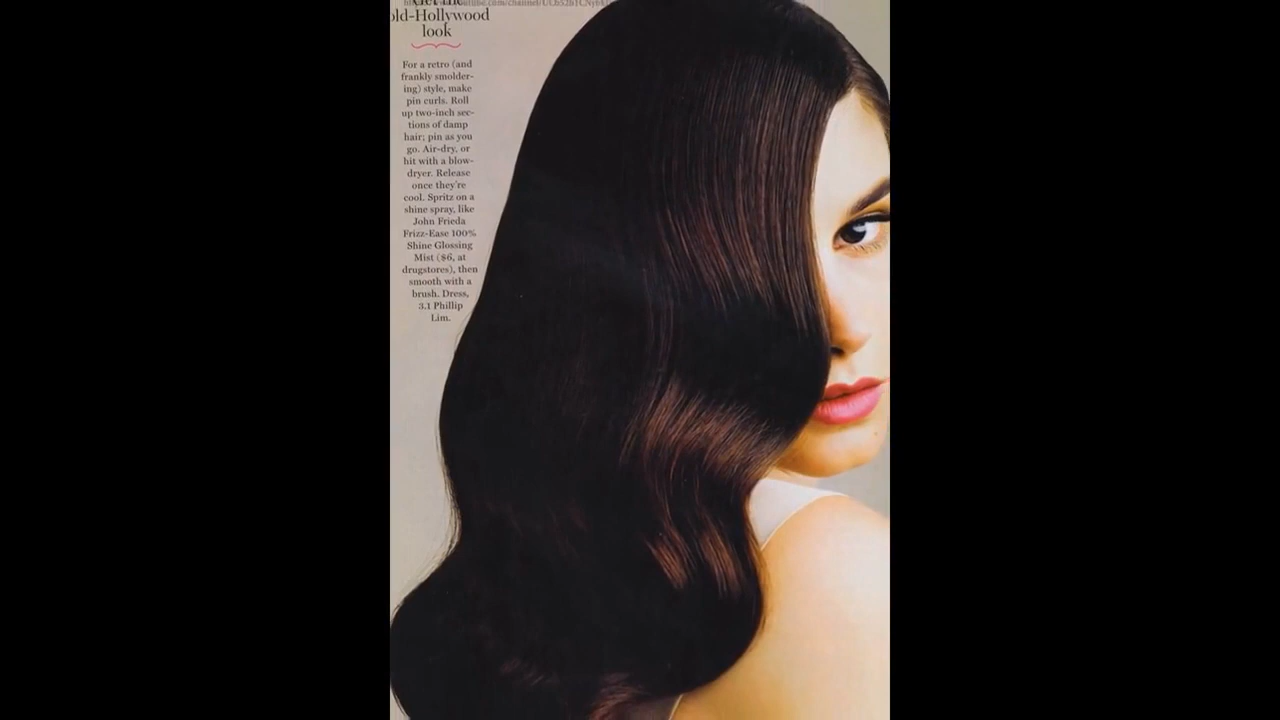 Get the
old-Hollywood
look
For a retro (and
frankly smolder-
ing) style, make
pin curls. Roll
up two-inch sec-
tions of damp
hair; pin as you
go. Air-dry, or
hit with a blow-
dryer. Release
once they're
cool. Spritz on a
shine spray, like
John Frieda
Frizz-Ease 100%
Shine Glossing
Mist ($6, at
drugstores), then
smooth with a
brush. Dress,
3.1 Phillip
Lim.